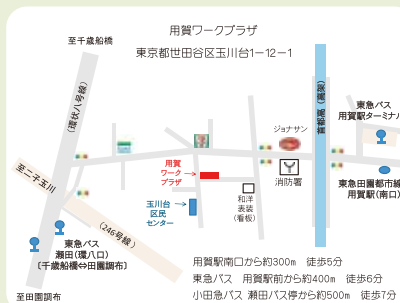 用賀ワークプラザ
東京都世田谷区玉川台1－12－1
至千歳船橋
(環状八号線)
首都高(高架)
東急バス
用賀駅ターミナル
ジョナサン
消防署
用賀
ワーク
プラザ
至二子玉川
玉川台
区民
センター
和洋
表装
(看板)
東急田園都市線
用賀駅(南口)
(246号線)
東急バス
瀬田(環八口)
〔千歳船橋⇔田園調布〕
至田園調布
用賀駅南口から約300m　徒歩5分
東急バス　用賀駅前から約400m　徒歩6分
小田急バス 瀬田バス停から約500m　徒歩7分